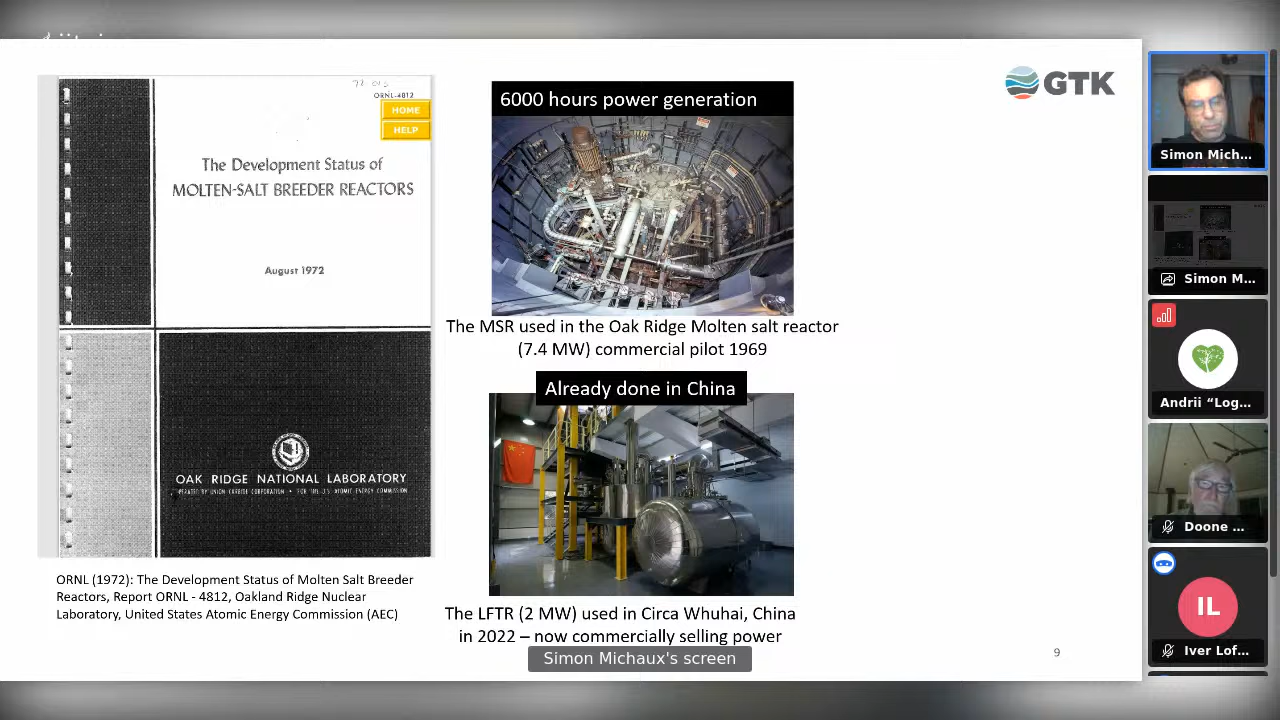 ORNL-4812
HOME
HELP
The Development Status of
MOLTEN-SALT BREEDER REACTORS
August 1972
OAK RIDGE NATIONAL LABORATORY
OPERATED BY UNION CARBIDE CORPORATION • FOR THE U.S. ATOMIC ENERGY COMMISSION
ORNL (1972): The Development Status of Molten Salt Breeder
Reactors, Report ORNL - 4812, Oakland Ridge Nuclear
Laboratory, United States Atomic Energy Commission (AEC)
6000 hours power generation
The MSR used in the Oak Ridge Molten salt reactor
(7.4 MW) commercial pilot 1969
Already done in China
The LFTR (2 MW) used in Circa Whuhai, China
in 2022 – now commercially selling power
Simon Michaux's screen
GTK
9
Simon Mich...
Simon M...
Andrii “Log...
Doone ...
IL
Iver Lof...